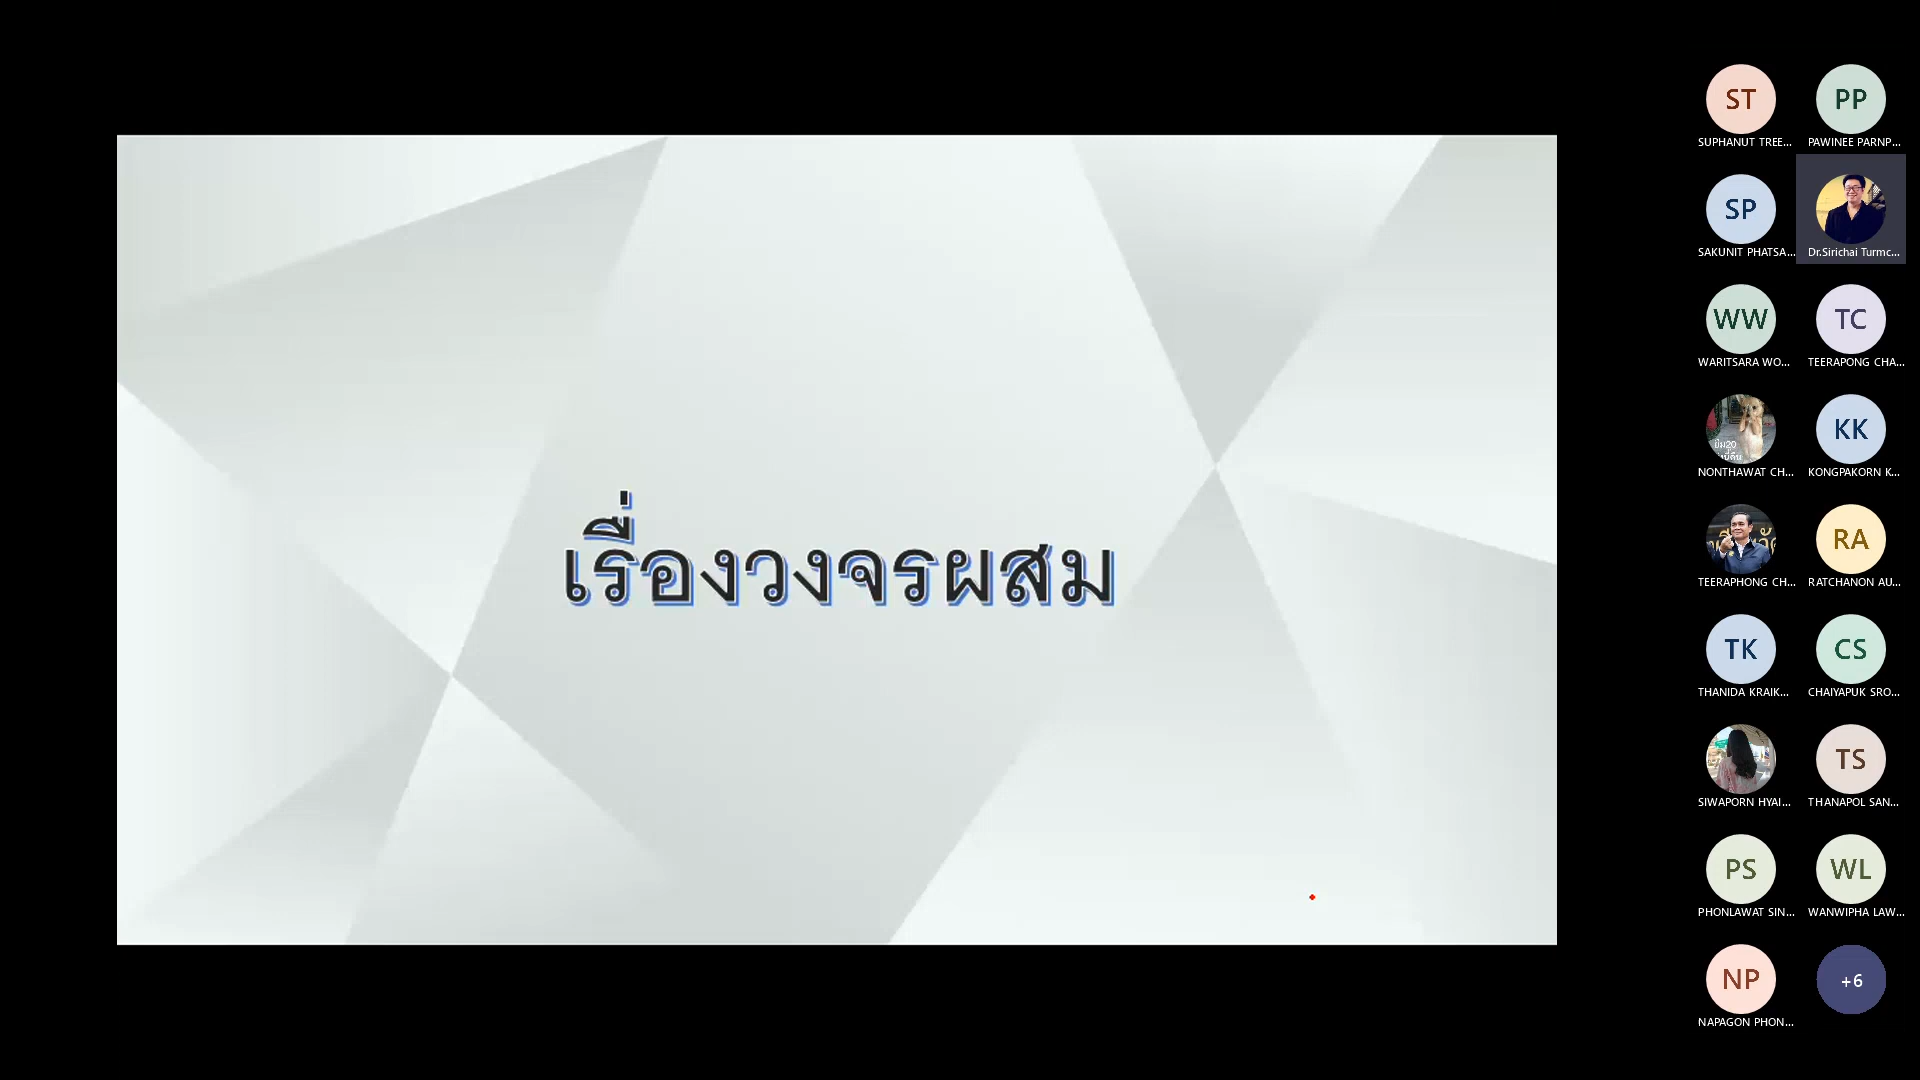 เรื่องวงจรผสม
ST
PP
SUPHANUT TREE...
PAWINEE PARNP...
SP
SAKUNIT PHATSA...
Dr.Sirichai Turmc...
WW
TC
WARITSARA WO...
TEERAPONG CHA...
KK
NONTHAWAT CH...
KONGPAKORN K...
RA
TEERAPHONG CH...
RATCHANON AU...
TK
CS
THANIDA KRAIK...
CHAIYAPUK SRO...
TS
SIWAPORN HYAI...
THANAPOL SAN...
PS
WL
PHONLAWAT SIN...
WANWIPHA LAW...
NP
+6
NAPAGON PHON...